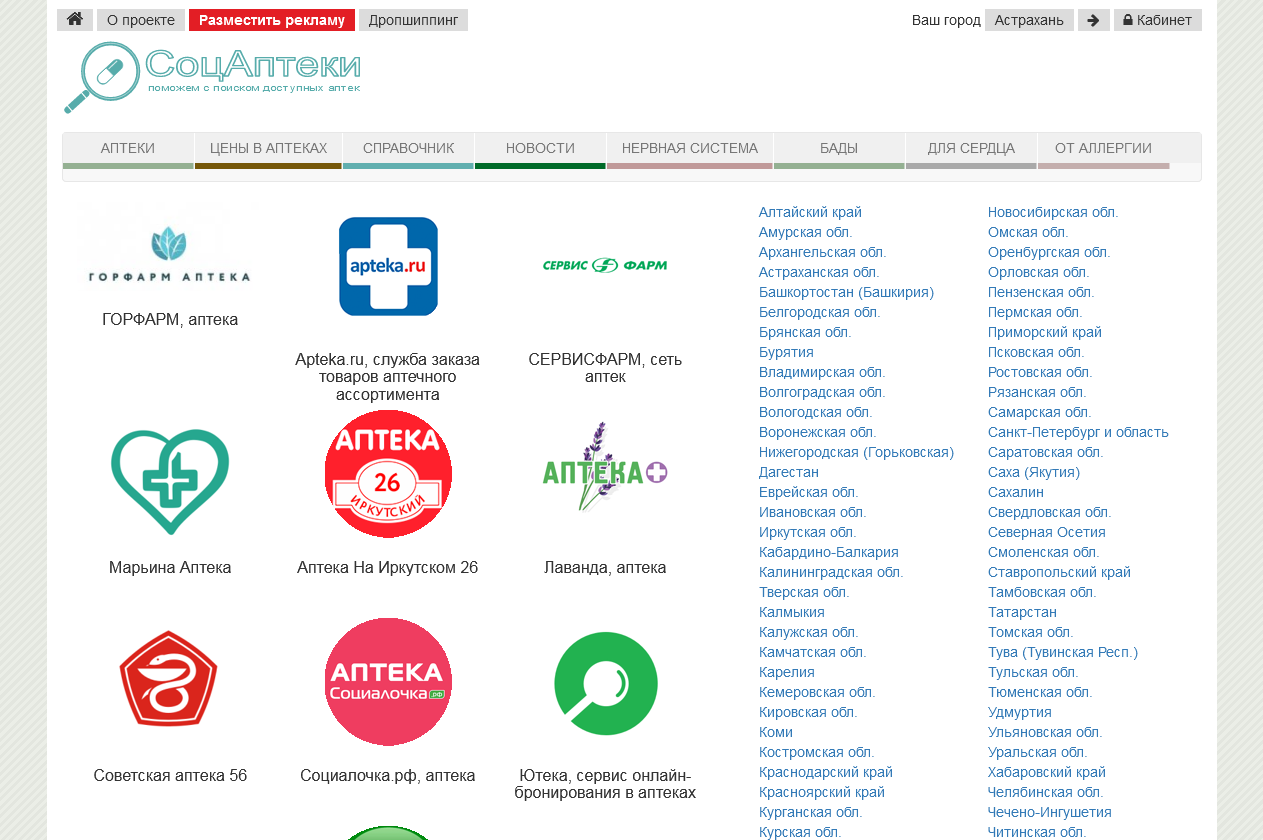 О проекте
Разместить рекламу
Дропшиппинг
Ваш город Астрахань
Кабинет
СоцАптеки
поможем с поиском доступных аптек
АПТЕКИ
ЦЕНЫ В АПТЕКАХ
СПРАВОЧНИК
НОВОСТИ
НЕРВНАЯ СИСТЕМА
БАДЫ
ДЛЯ СЕРДЦА
ОТ АЛЛЕРГИИ
ГОРФАРМ АПТЕКА
ГОРФАРМ, аптека
apteka.ru
Apteka.ru, служба заказа
товаров аптечного
ассортимента
СЕРВИС ФАРМ
СЕРВИСФАРМ, сеть
аптек
Марьина Аптека
АПТЕКА
26
ИРКУТСКИЙ
Аптека На Иркутском 26
АПТЕКА
Лаванда, аптека
Советская аптека 56
АПТЕКА
Социалочка.рф
Социалочка.рф, аптека
Ютека, сервис онлайн-
бронирования в аптеках
Алтайский край
Амурская обл.
Архангельская обл.
Астраханская обл.
Башкортостан (Башкирия)
Белгородская обл.
Брянская обл.
Бурятия
Владимирская обл.
Волгоградская обл.
Вологодская обл.
Воронежская обл.
Нижегородская (Горьковская)
Дагестан
Еврейская обл.
Ивановская обл.
Иркутская обл.
Кабардино-Балкария
Калининградская обл.
Тверская обл.
Калмыкия
Калужская обл.
Камчатская обл.
Карелия
Кемеровская обл.
Кировская обл.
Коми
Костромская обл.
Краснодарский край
Красноярский край
Курганская обл.
Курская обл.
Новосибирская обл.
Омская обл.
Оренбургская обл.
Орловская обл.
Пензенская обл.
Пермская обл.
Приморский край
Псковская обл.
Ростовская обл.
Рязанская обл.
Самарская обл.
Санкт-Петербург и область
Саратовская обл.
Саха (Якутия)
Сахалин
Свердловская обл.
Северная Осетия
Смоленская обл.
Ставропольский край
Тамбовская обл.
Татарстан
Томская обл.
Тува (Тувинская Респ.)
Тульская обл.
Тюменская обл.
Удмуртия
Ульяновская обл.
Уральская обл.
Хабаровский край
Челябинская обл.
Чечено-Ингушетия
Читинская обл.